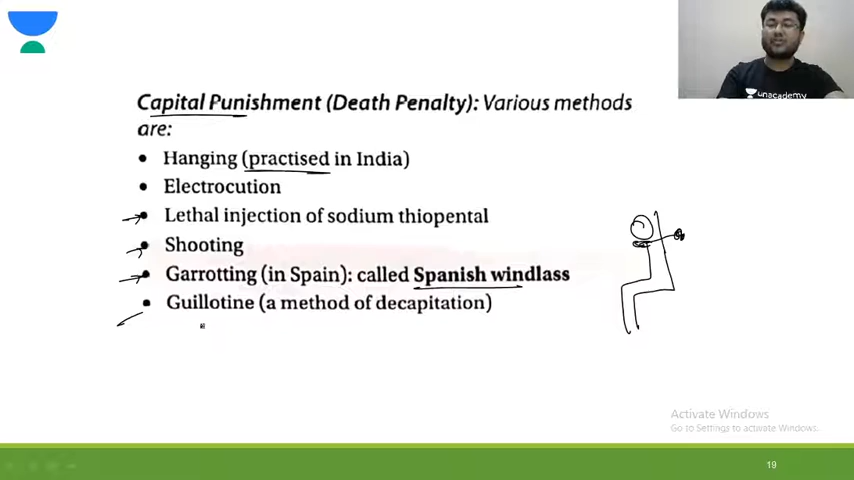 unacademy
Capital Punishment (Death Penalty): Various methods
are:
• Hanging (practised in India)
• Electrocution
• Lethal injection of sodium thiopental
• Shooting
• Garrotting (in Spain): called Spanish windlass
• Guillotine (a method of decapitation)
Activate Windows
Go to Settings to activate Windows.
19